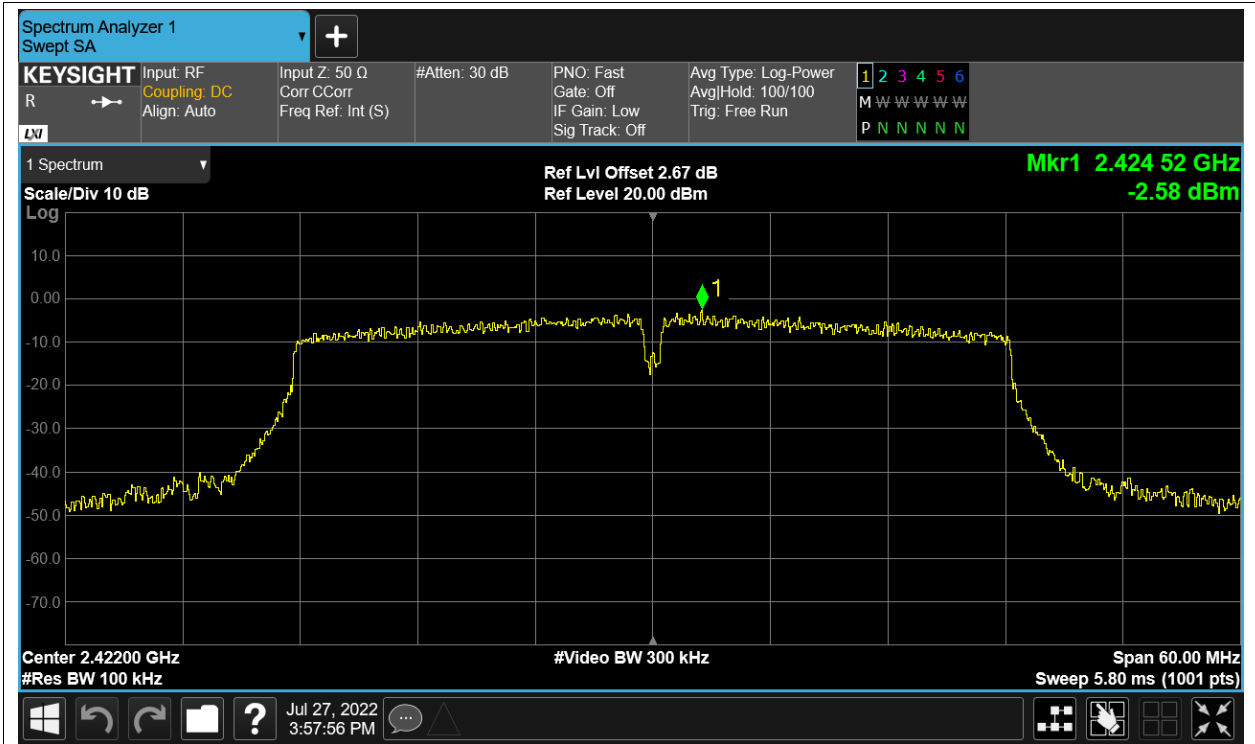 Spectrum Analyzer 1
Swept SA
KEYSIGHT
R
LXI
Input: RF
Coupling: DC
Align: Auto
Input Z: 50 Ω
Corr CCorr
Freq Ref: Int (S)
#Atten: 30 dB
PNO: Fast
Gate: Off
IF Gain: Low
Sig Track: Off
Avg Type: Log-Power
Avg|Hold: 100/100
Trig: Free Run
1 2 3 4 5 6
M W W W W W
P N N N N N
1 Spectrum
Scale/Div 10 dB
Log
Ref Lvl Offset 2.67 dB
Ref Level 20.00 dBm
Mkr1 2.424 52 GHz
-2.58 dBm
1
10.0
0.00
-10.0
-20.0
-30.0
-40.0
-50.0
-60.0
-70.0
Center 2.42200 GHz
#Res BW 100 kHz
#Video BW 300 kHz
Span 60.00 MHz
Sweep 5.80 ms (1001 pts)
?
Jul 27, 2022
3:57:56 PM